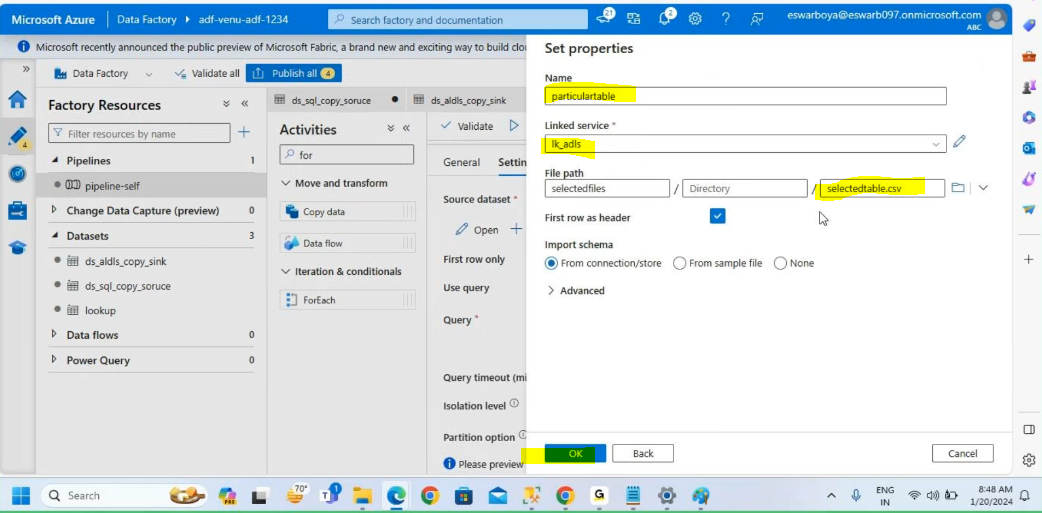 Microsoft Azure
Data Factory
adf-venu-adf-1234
Search factory and documentation
21
2
eswarboya@eswarb097.onmicrosoft.com
ABC
Microsoft recently announced the public preview of Microsoft Fabric, a brand new and exciting way to build clou
Data Factory
Validate all
Publish all 4
4
Factory Resources
Filter resources by name
Pipelines 1
pipeline-self
Change Data Capture (preview) 0
Datasets 3
ds_aldls_copy_sink
ds_sql_copy_soruce
lookup
Data flows 0
Power Query 0
ds_sql_copy_soruce
ds_aldls_copy_sink
Activities
for
Move and transform
Copy data
Data flow
Iteration & conditionals
ForEach
Validate
General Settin
Source dataset *
Open
First row only
Use query
Query *
Query timeout (mi
Isolation level
Partition option
Please preview
Set properties
Name
particulartable
Linked service *
lk_adls
File path
selectedfiles / Directory / selectedtable.csv
First row as header
Import schema
From connection/store From sample file None
Advanced
OK Back Cancel
Search
PRE
70°
1
ENG
IN
8:48 AM
1/20/2024